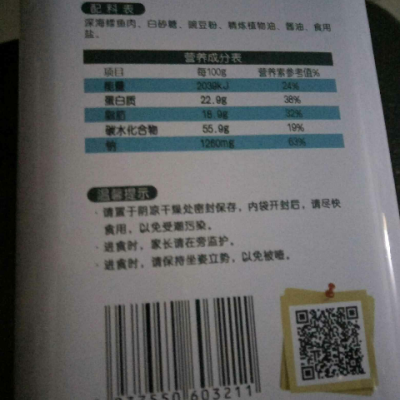 配料表
深海鳕鱼肉、白砂糖、豌豆粉、精炼植物油、酱油、食用
盐。
营养成分表
项目 每100g 营养素参考值%
能量 2039kJ 24%
蛋白质 22.9g 38%
脂肪 18.9g 32%
碳水化合物 55.9g 19%
钠 1260mg 63%
温馨提示
·请置于阴凉干燥处密封保存，内袋开封后，请尽快
食用，以免受潮污染。
·进食时，家长请在旁监护。
·进食时，请保持坐姿立势，以免被噎。